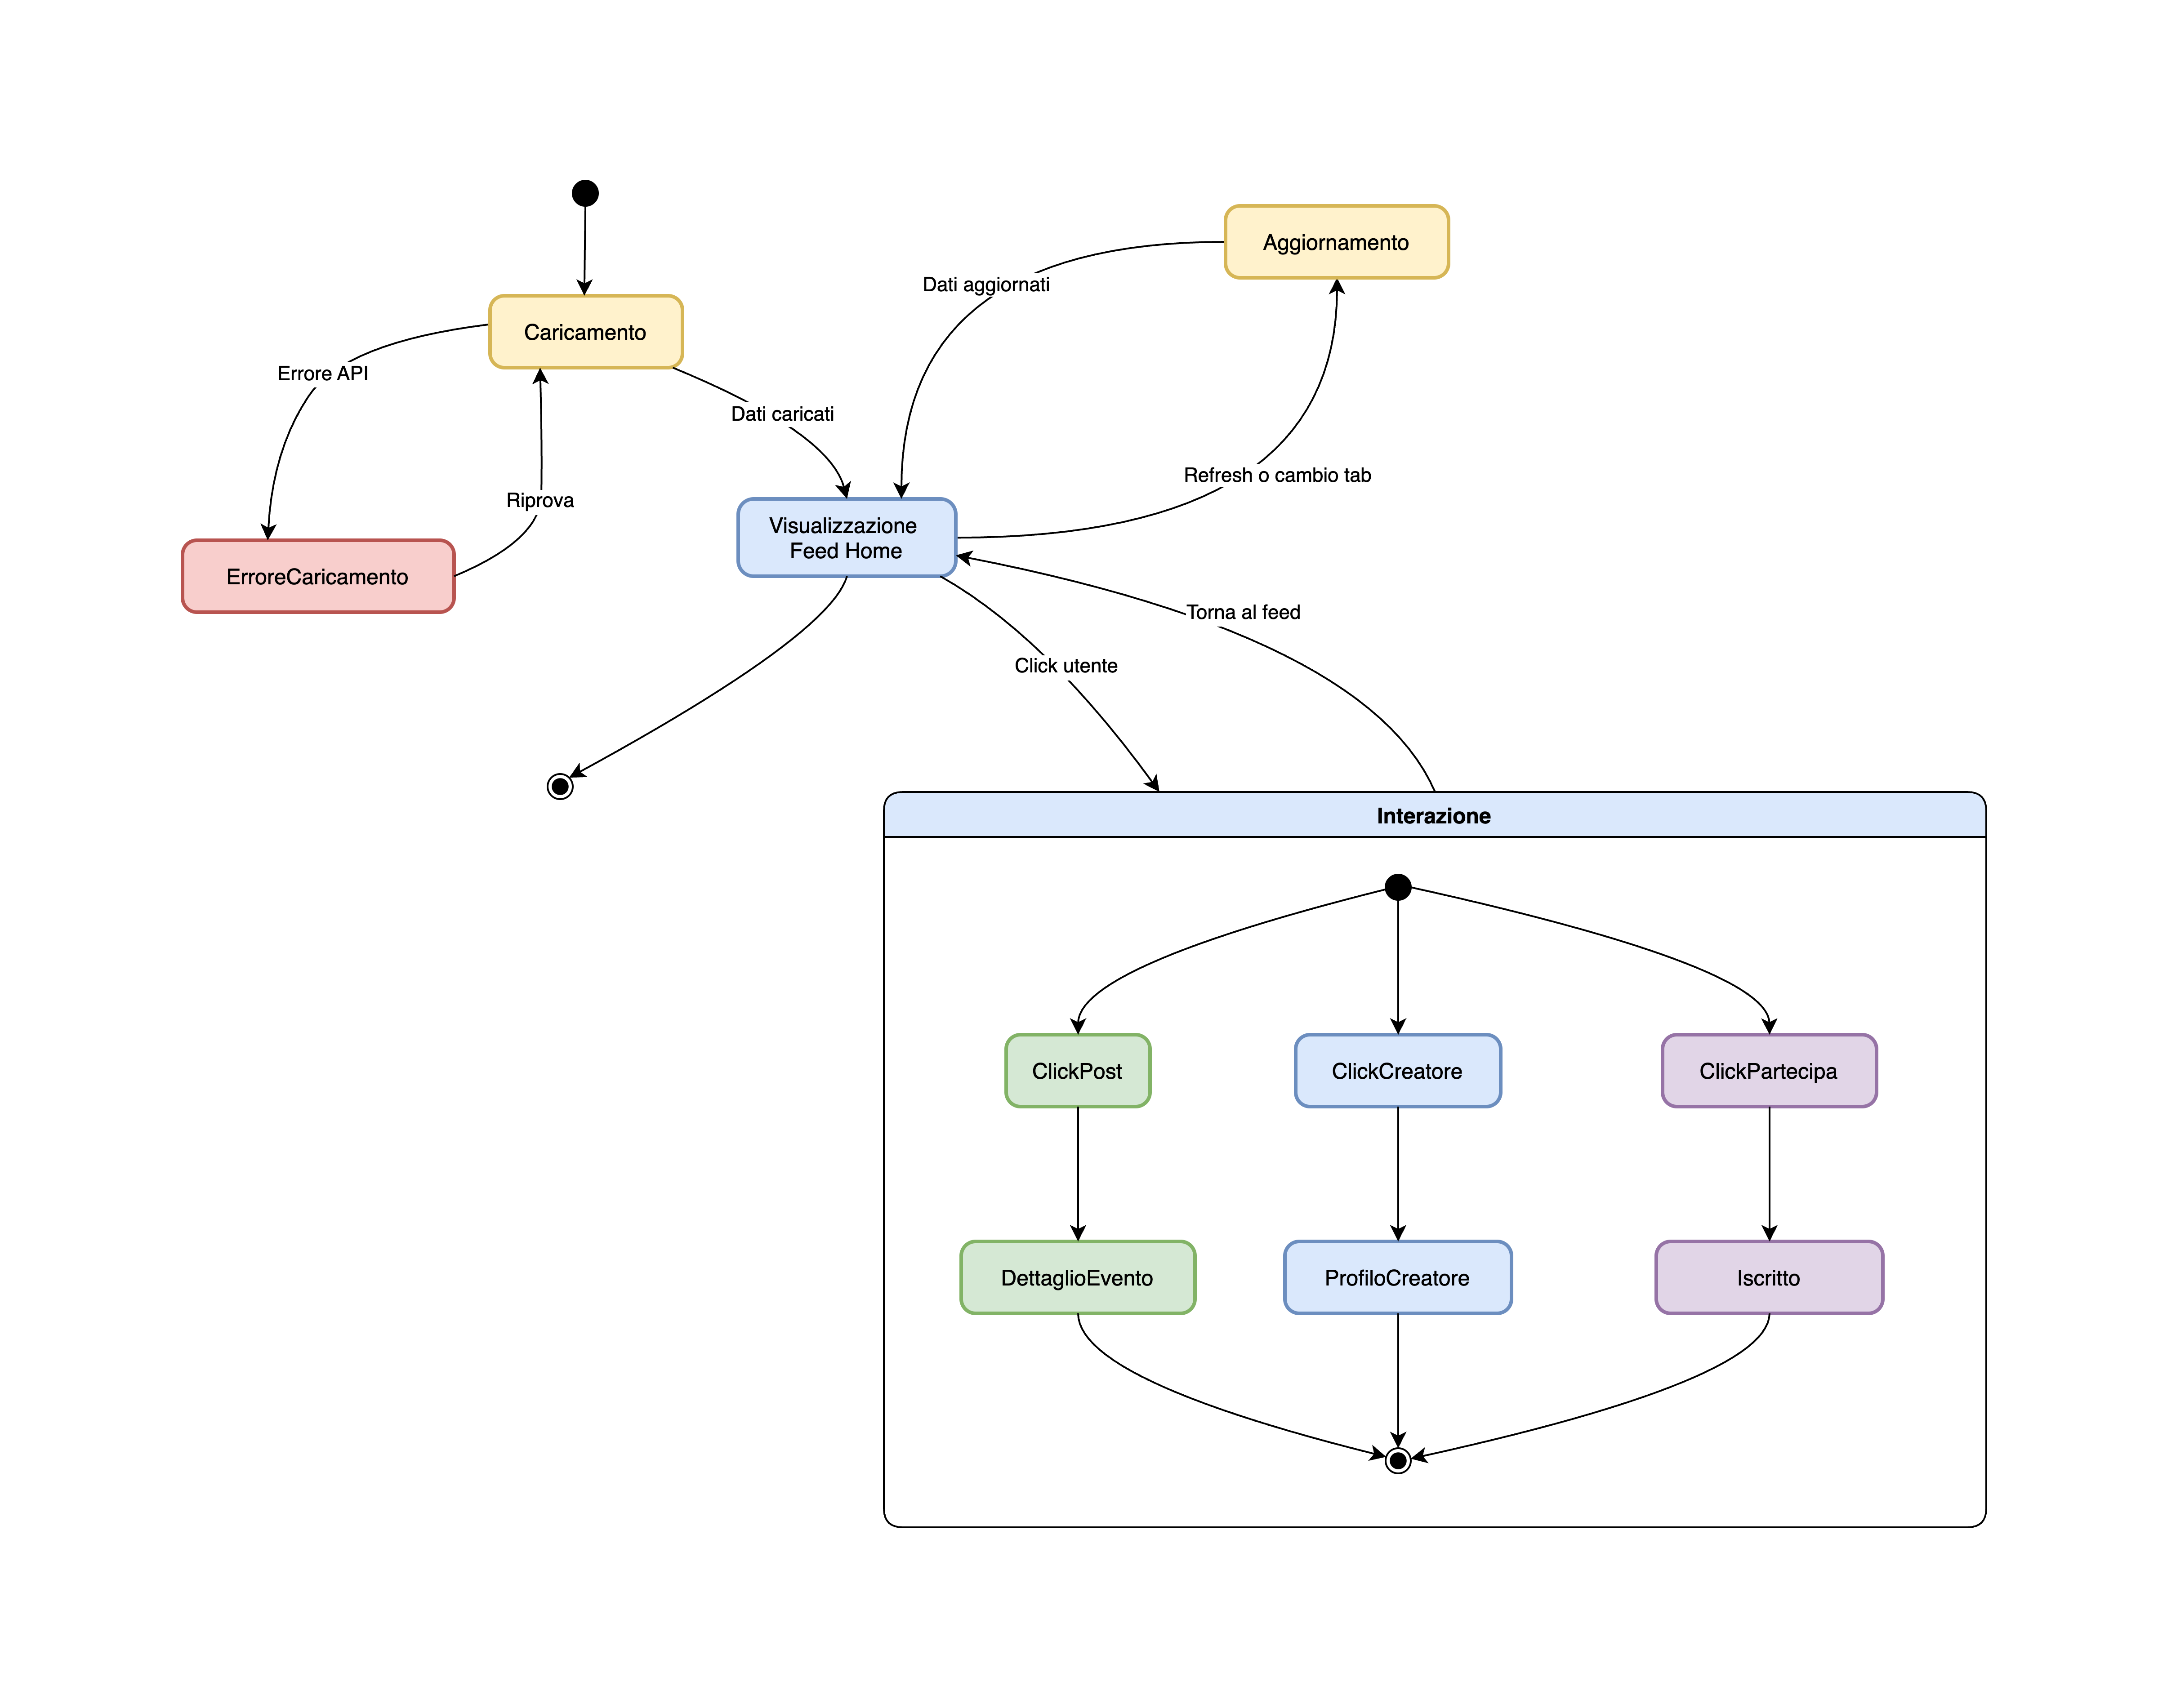 Aggiornamento
Dati aggiornati
Caricamento
Errore API
Dati caricati
Refresh o cambio tab
Riprova
Visualizzazione
Feed Home
ErroreCaricamento
Torna al feed
Click utente
Interazione
ClickPost
ClickCreatore
ClickPartecipa
DettaglioEvento
ProfiloCreatore
Iscritto